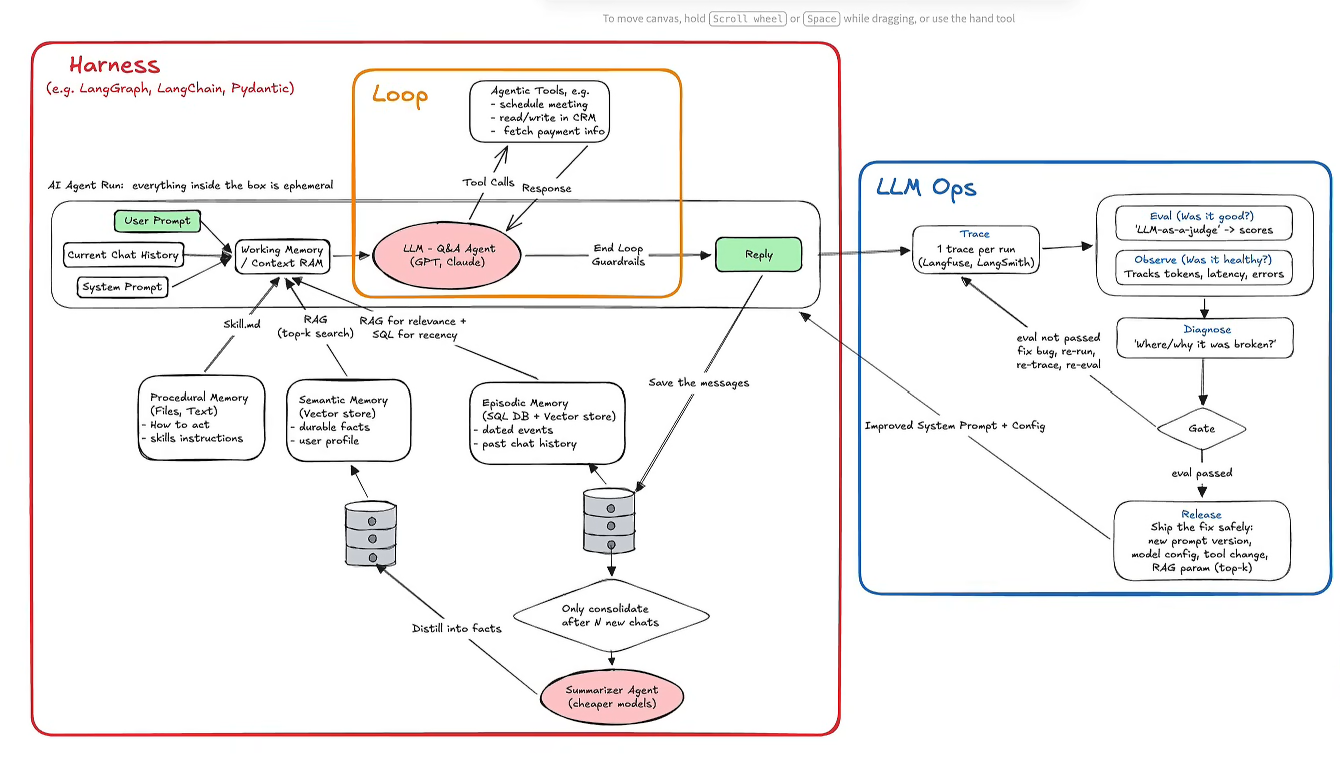 To move canvas, hold Scroll wheel or Space while dragging, or use the hand tool
Harness
(e.g. LangGraph, LangChain, Pydantic)
Loop
Agentic Tools, e.g.
- schedule meeting
- read/write in CRM
- fetch payment info
Tool Calls
Response
AI Agent Run: everything inside the box is ephemeral
User Prompt
Current Chat History
System Prompt
Working Memory
/ Context RAM
LLM - Q&A Agent
(GPT, Claude)
End Loop
Guardrails
Reply
Skill.md
RAG
(top-k search)
RAG for relevance +
SQL for recency
Save the messages
Procedural Memory
(Files, Text)
- How to act
- skills instructions
Semantic Memory
(Vector store)
- durable facts
- user profile
Episodic Memory
(SQL DB + Vector store)
- dated events
- past chat history
Only consolidate
after N new chats
Distill into facts
Summarizer Agent
(cheaper models)
LLM Ops
Trace
1 trace per run
(Langfuse, LangSmith)
Eval (Was it good?)
'LLM-as-a-judge' -> scores
Observe (Was it healthy?)
Tracks tokens, latency, errors
Diagnose
'Where/why it was broken?'
eval not passed
fix bug, re-run,
re-trace, re-eval
Gate
Improved System Prompt + Config
eval passed
Release
Ship the fix safely:
new prompt version,
model config, tool change,
RAG param (top-k)